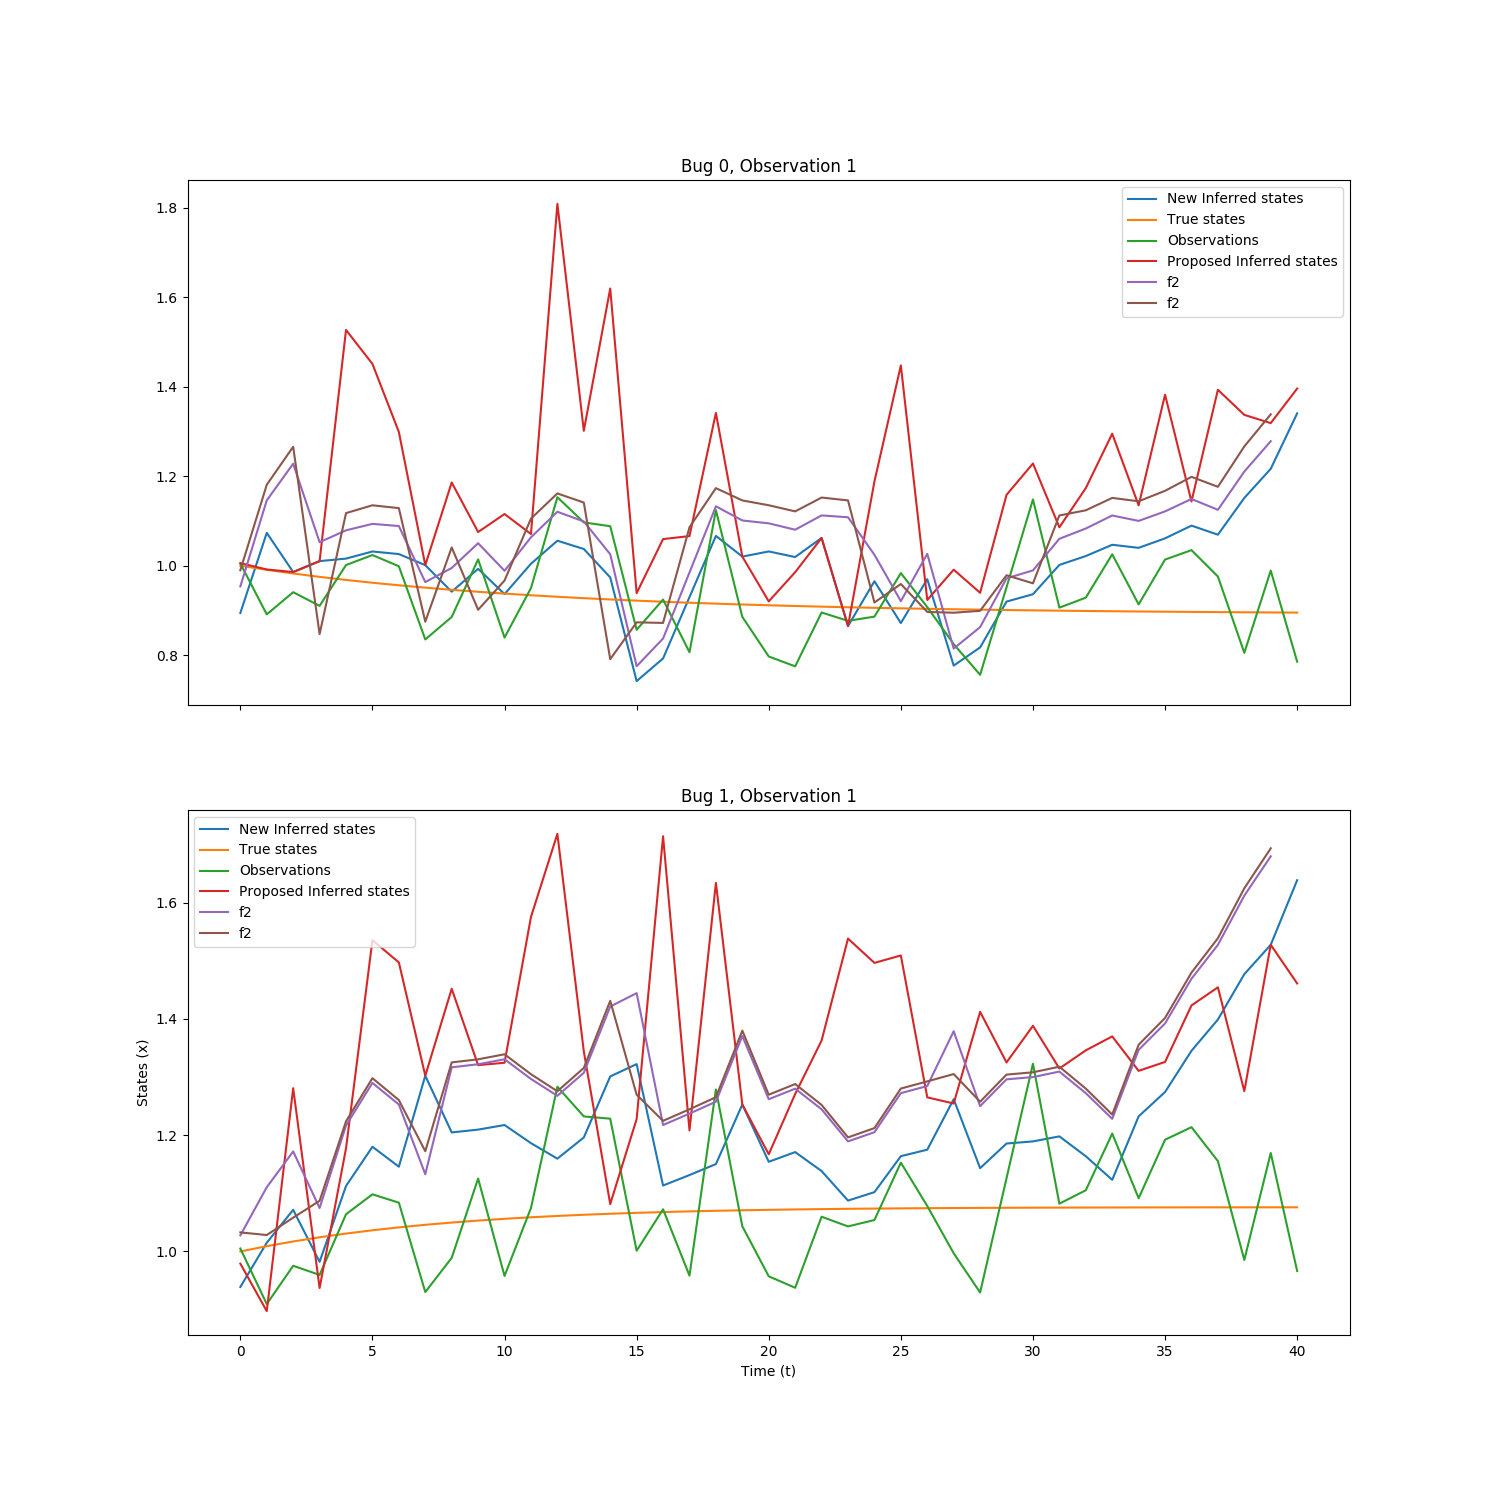 Bug 0, Observation 1
1.8
1.6
1.4
1.2
1.0
0.8
New Inferred states
True states
Observations
Proposed Inferred states
f2
f2
Bug 1, Observation 1
New Inferred states
True states
Observations
Proposed Inferred states
f2
f2
States (x)
1.6
1.4
1.2
1.0
0 5 10 15 20 25 30 35 40
Time (t)